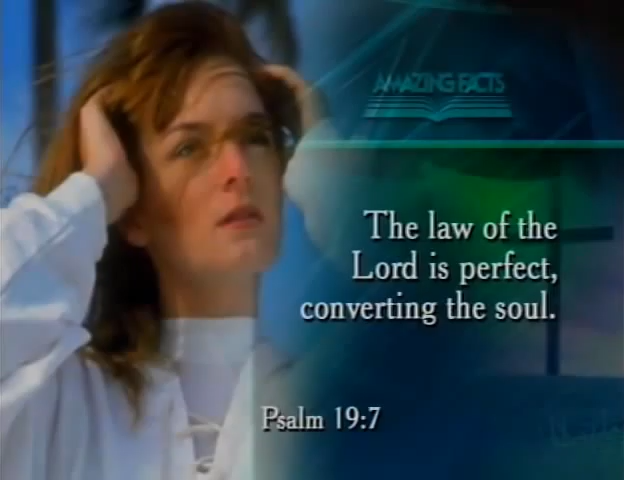 AMAZING FACTS
The law of the
Lord is perfect,
converting the soul.
Psalm 19:7